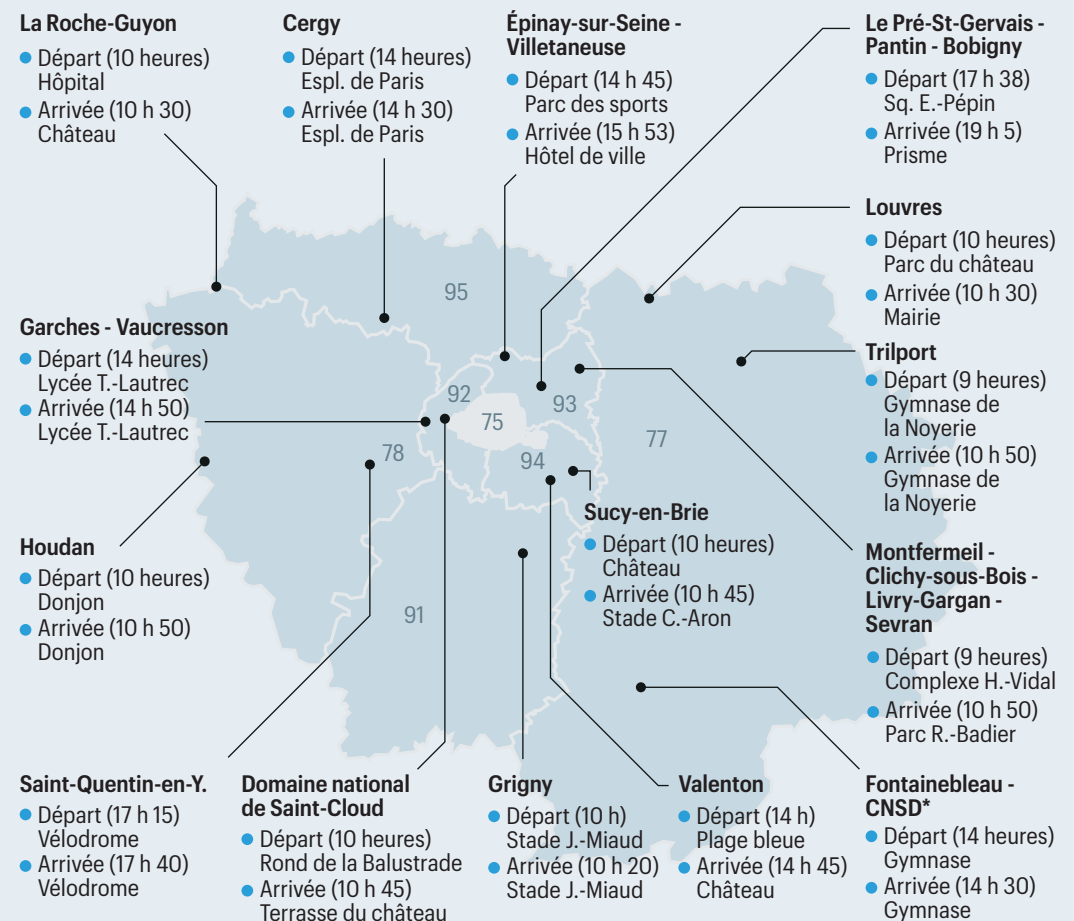 La Roche-Guyon
Départ (10 heures)
Hôpital
Arrivée (10 h 30)
Château
Cergy
Départ (14 heures)
Espl. de Paris
Arrivée (14 h 30)
Espl. de Paris
Épinay-sur-Seine -
Villetaneuse
Départ (14 h 45)
Parc des sports
Arrivée (15 h 53)
Hôtel de ville
Le Pré-St-Gervais -
Pantin - Bobigny
Départ (17 h 38)
Sq. E.-Pépin
Arrivée (19 h 5)
Prisme
Louvres
Départ (10 heures)
Parc du château
Arrivée (10 h 30)
Mairie
Garches - Vaucresson
Départ (14 heures)
Lycée T.-Lautrec
Arrivée (14 h 50)
Lycée T.-Lautrec
Trilport
Départ (9 heures)
Gymnase de
la Noyerie
Arrivée (10 h 50)
Gymnase de
la Noyerie
95
92
93
75
78
94
77
91
Houdan
Départ (10 heures)
Donjon
Arrivée (10 h 50)
Donjon
Sucy-en-Brie
Départ (10 heures)
Château
Arrivée (10 h 45)
Stade C.-Aron
Montfermeil -
Clichy-sous-Bois -
Livry-Gargan -
Sevran
Départ (9 heures)
Complexe H.-Vidal
Arrivée (10 h 50)
Parc R.-Badier
Saint-Quentin-en-Y.
Départ (17 h 15)
Vélodrome
Arrivée (17 h 40)
Vélodrome
Domaine national
de Saint-Cloud
Départ (10 heures)
Rond de la Balustrade
Arrivée (10 h 45)
Terrasse du château
Grigny
Départ (10 h)
Stade J.-Miaud
Arrivée (10 h 20)
Stade J.-Miaud
Valenton
Départ (14 h)
Plage bleue
Arrivée (14 h 45)
Château
Fontainebleau -
CNSD*
Départ (14 heures)
Gymnase
Arrivée (14 h 30)
Gymnase